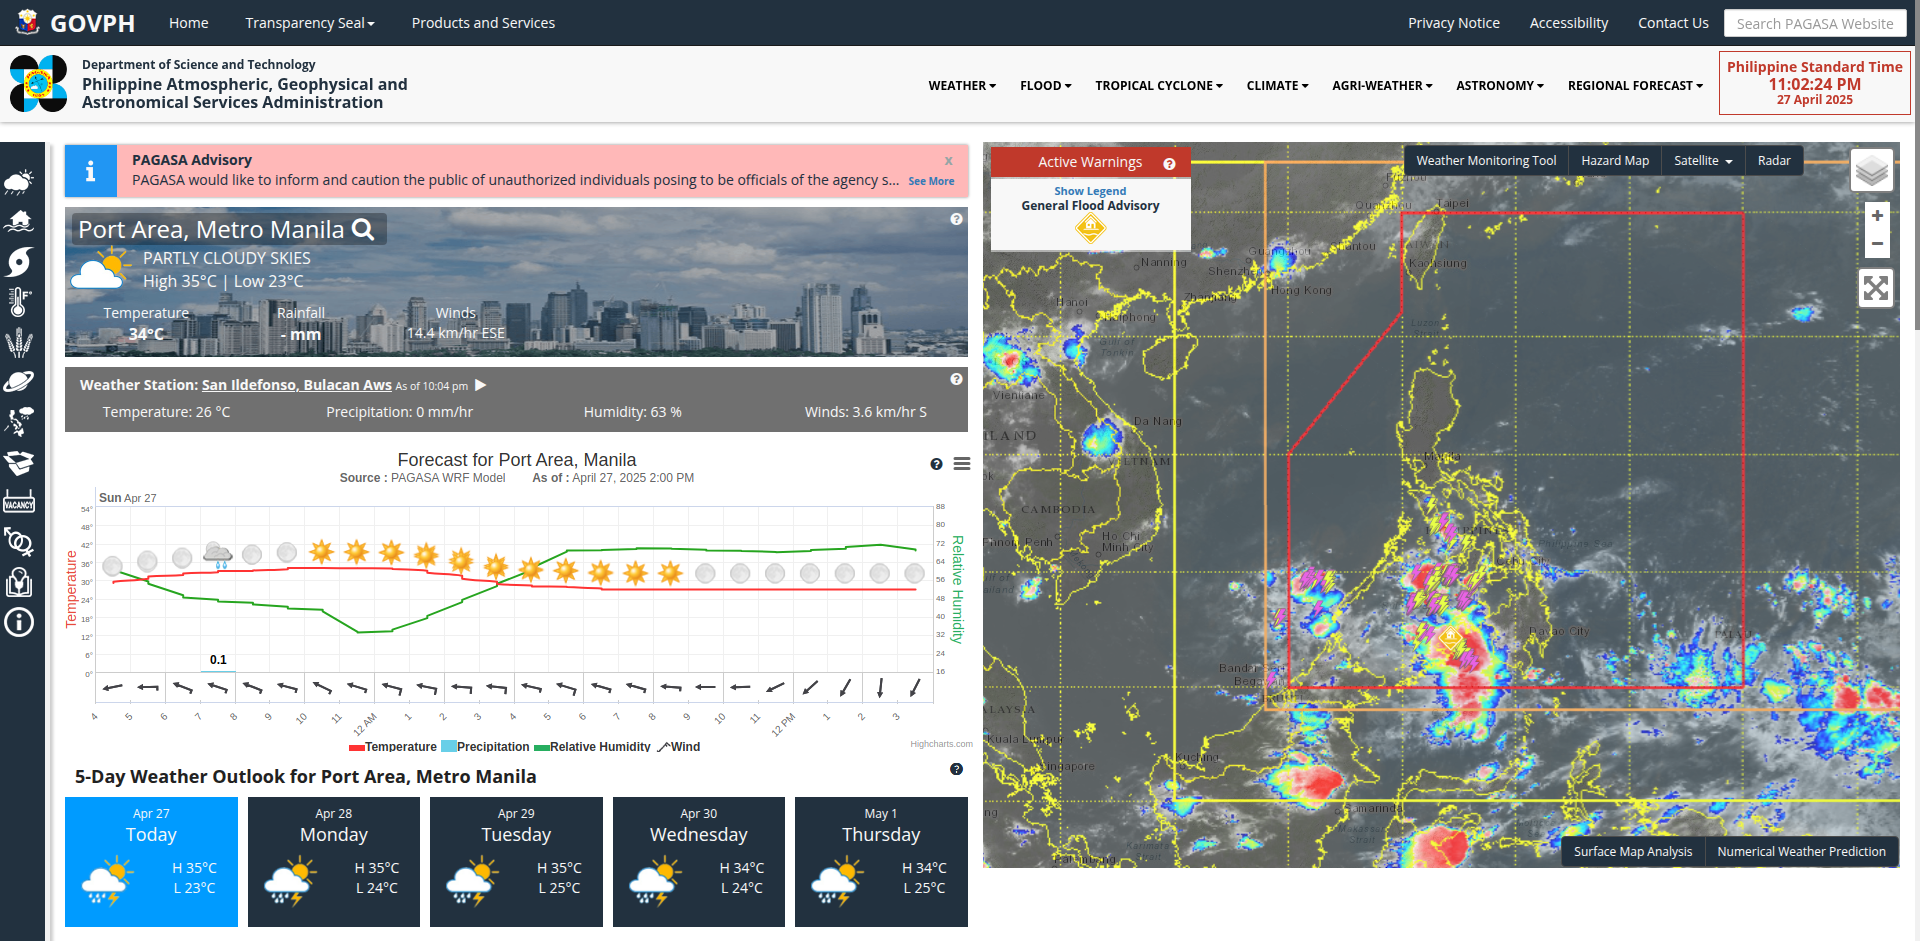 GOVPH
Home
Transparency Seal
Products and Services
Privacy Notice
Accessibility
Contact Us
Search PAGASA Website
Department of Science and Technology
Philippine Atmospheric, Geophysical and
Astronomical Services Administration
WEATHER
FLOOD
TROPICAL CYCLONE
CLIMATE
AGRI-WEATHER
ASTRONOMY
REGIONAL FORECAST
Philippine Standard Time
11:02:24 PM
27 April 2025
VACANCY
PAGASA Advisory
x
PAGASA would like to inform and caution the public of unauthorized individuals posing to be officials of the agency s... See More
Port Area, Metro Manila
PARTLY CLOUDY SKIES
High 35°C | Low 23°C
Temperature
34°C
Rainfall
- mm
Winds
14.4 km/hr ESE
Weather Station: San Ildefonso, Bulacan Aws As of 10:04 pm
Temperature: 26 °C
Precipitation: 0 mm/hr
Humidity: 63 %
Winds: 3.6 km/hr S
Forecast for Port Area, Manila
Source : PAGASA WRF Model As of : April 27, 2025 2:00 PM
Sun Apr 27
54°
48°
42°
36°
30°
24°
18°
12°
6°
0°
Temperature
88
80
72
64
56
48
40
32
24
16
Relative Humidity
0.1
4 5 6 7 8 9 10 11 12 AM 1 2 3 4 5 6 7 8 9 10 11 12 PM 1 2 3
Temperature Precipitation Relative Humidity Wind
Highcharts.com
5-Day Weather Outlook for Port Area, Metro Manila
Apr 27
Today
H 35°C
L 23°C
Apr 28
Monday
H 35°C
L 24°C
Apr 29
Tuesday
H 35°C
L 25°C
Apr 30
Wednesday
H 34°C
L 24°C
May 1
Thursday
H 34°C
L 25°C
Active Warnings
Show Legend
General Flood Advisory
Weather Monitoring Tool
Hazard Map
Satellite
Radar
+
−
Taipei
TAIWAN
Kaohsiung
Nanning
Hong Kong
Hanoi
Gulf of
Tonkin
Vientiane
Da Nang
VIETNAM
CAMBODIA
Ho Chi
Minh City
Manila
Davao City
PALAU
Bandar Seri
Kuala Lumpur
Singapore
Kuching
Surface Map Analysis
Numerical Weather Prediction